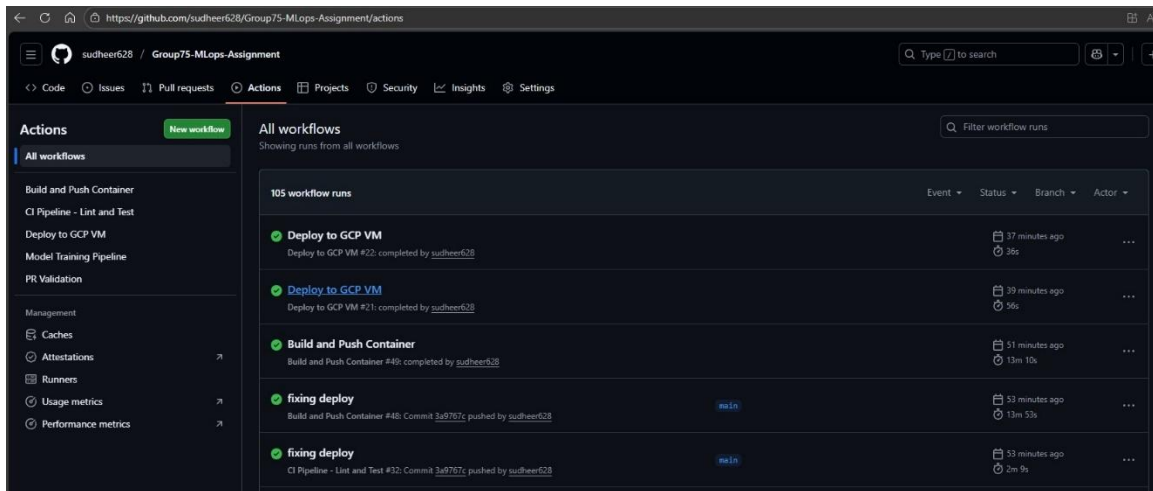 https://github.com/sudheer628/Group75-MLops-Assignment/actions
sudheer628 / Group75-MLops-Assignment
Type / to search
Code Issues Pull requests Actions Projects Security Insights Settings
Actions
New workflow
All workflows
Build and Push Container
CI Pipeline - Lint and Test
Deploy to GCP VM
Model Training Pipeline
PR Validation
Management
Caches
Attestations
Runners
Usage metrics
Performance metrics
All workflows
Showing runs from all workflows
Filter workflow runs
105 workflow runs
Event Status Branch Actor
Deploy to GCP VM
Deploy to GCP VM #22: completed by sudheer628
37 minutes ago
36s
Deploy to GCP VM
Deploy to GCP VM #21: completed by sudheer628
39 minutes ago
56s
Build and Push Container
Build and Push Container #49: completed by sudheer628
51 minutes ago
13m 10s
fixing deploy
Build and Push Container #48: Commit 3a9767c pushed by sudheer628
main
53 minutes ago
13m 53s
fixing deploy
CI Pipeline - Lint and Test #32: Commit 3a9767c pushed by sudheer628
main
53 minutes ago
2m 9s